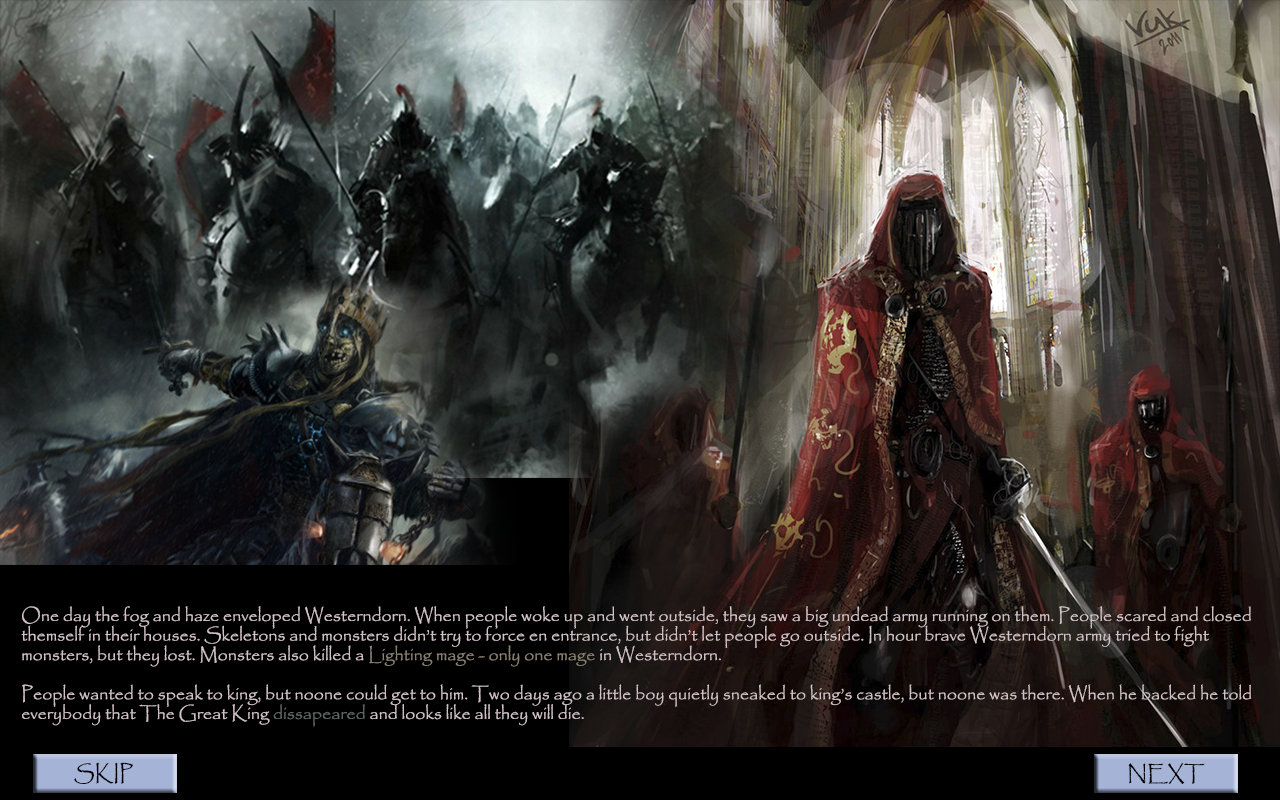 Vuk
2011
One day the fog and haze enveloped Westerndorn. When people woke up and went outside, they saw a big undead army running on them. People scared and closed
themself in their houses. Skeletons and monsters didn't try to force en entrance, but didn't let people go outside. In hour brave Westerndorn army tried to fight
monsters, but they lost. Monsters also killed a Lighting mage - only one mage in Westerndorn.
People wanted to speak to king, but noone could get to him. Two days ago a little boy quietly sneaked to king's castle, but noone was there. When he backed he told
everybody that The Great King dissapeared and looks like all they will die.
SKIP
NEXT